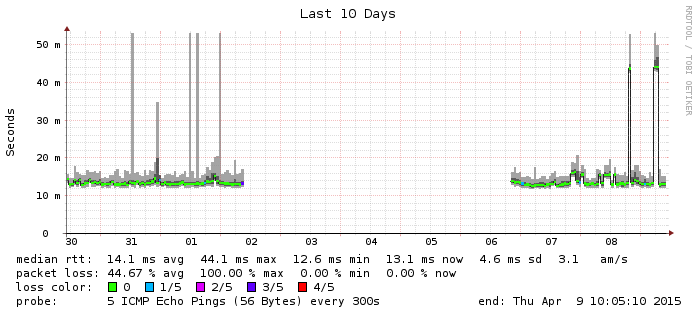 Last 10 Days
RRDTOOL / TOBI OETIKER
Seconds
50 m
40 m
30 m
20 m
10 m
0
30 31 01 02 03 04 05 06 07 08
median rtt: 14.1 ms avg 44.1 ms max 12.6 ms min 13.1 ms now 4.6 ms sd 3.1 am/s
packet loss: 44.67 % avg 100.00 % max 0.00 % min 0.00 % now
loss color: 0 1/5 2/5 3/5 4/5
probe: 5 ICMP Echo Pings (56 Bytes) every 300s end: Thu Apr 9 10:05:10 2015